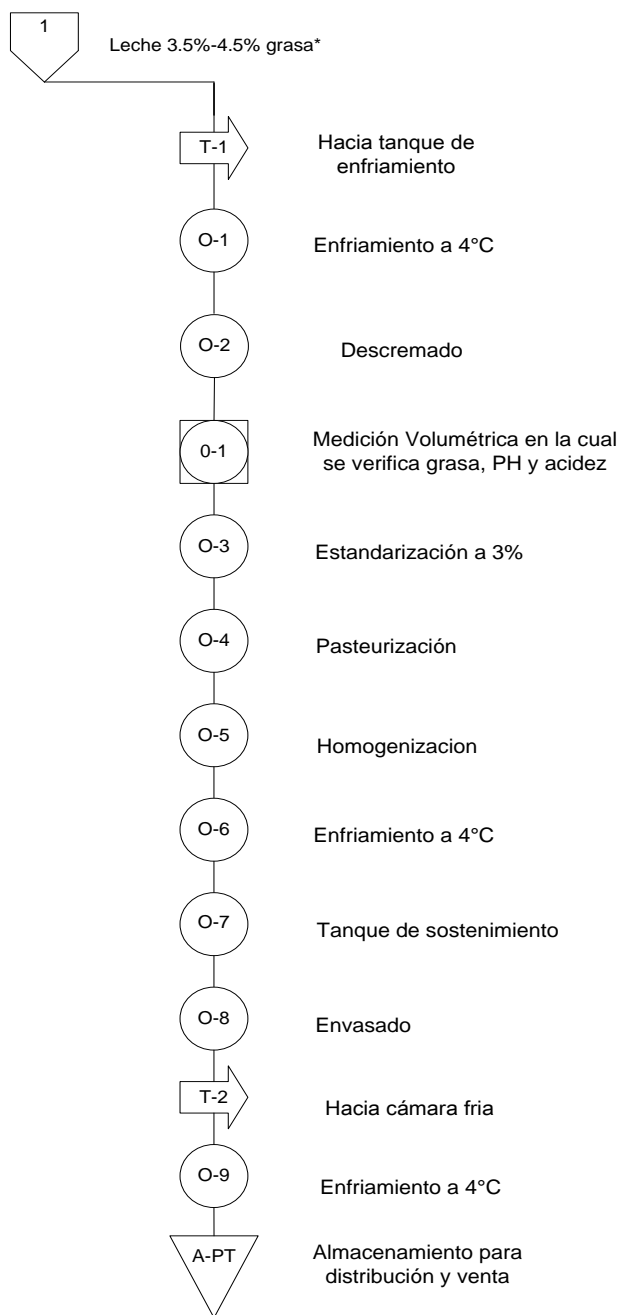 1
Leche 3.5%-4.5% grasa*
T-1
Hacia tanque de
enfriamiento
O-1
Enfriamiento a 4°C
O-2
Descremado
0-1
Medición Volumétrica en la cual
se verifica grasa, PH y acidez
O-3
Estandarización a 3%
O-4
Pasteurización
O-5
Homogenizacion
O-6
Enfriamiento a 4°C
O-7
Tanque de sostenimiento
O-8
Envasado
T-2
Hacia cámara fria
O-9
Enfriamiento a 4°C
A-PT
Almacenamiento para
distribución y venta